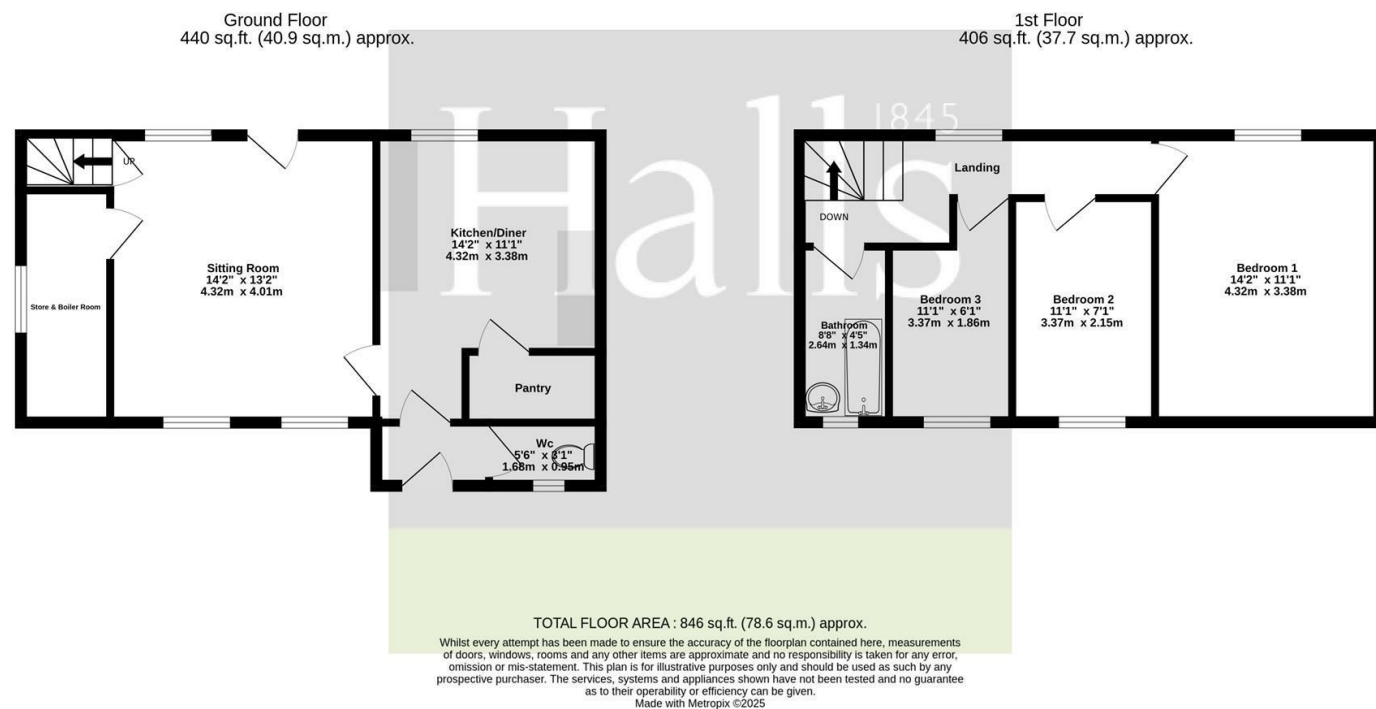 Ground Floor
440 sq.ft. (40.9 sq.m.) approx.
1st Floor
406 sq.ft. (37.7 sq.m.) approx.
Halls
1845
UP
Store & Boiler Room
Sitting Room
14'2" x 13'2"
4.32m x 4.01m
Kitchen/Diner
14'2" x 11'1"
4.32m x 3.38m
Pantry
Wc
5'6" x 3'1"
1.68m x 0.95m
Landing
DOWN
Bathroom
8'8" x 4'5"
2.64m x 1.34m
Bedroom 3
11'1" x 6'1"
3.37m x 1.86m
Bedroom 2
11'1" x 7'1"
3.37m x 2.15m
Bedroom 1
14'2" x 11'1"
4.32m x 3.38m
TOTAL FLOOR AREA : 846 sq.ft. (78.6 sq.m.) approx.
Whilst every attempt has been made to ensure the accuracy of the floorplan contained here, measurements
of doors, windows, rooms and any other items are approximate and no responsibility is taken for any error,
omission or mis-statement. This plan is for illustrative purposes only and should be used as such by any
prospective purchaser. The services, systems and appliances shown have not been tested and no guarantee
as to their operability or efficiency can be given.
Made with Metropix ©2025